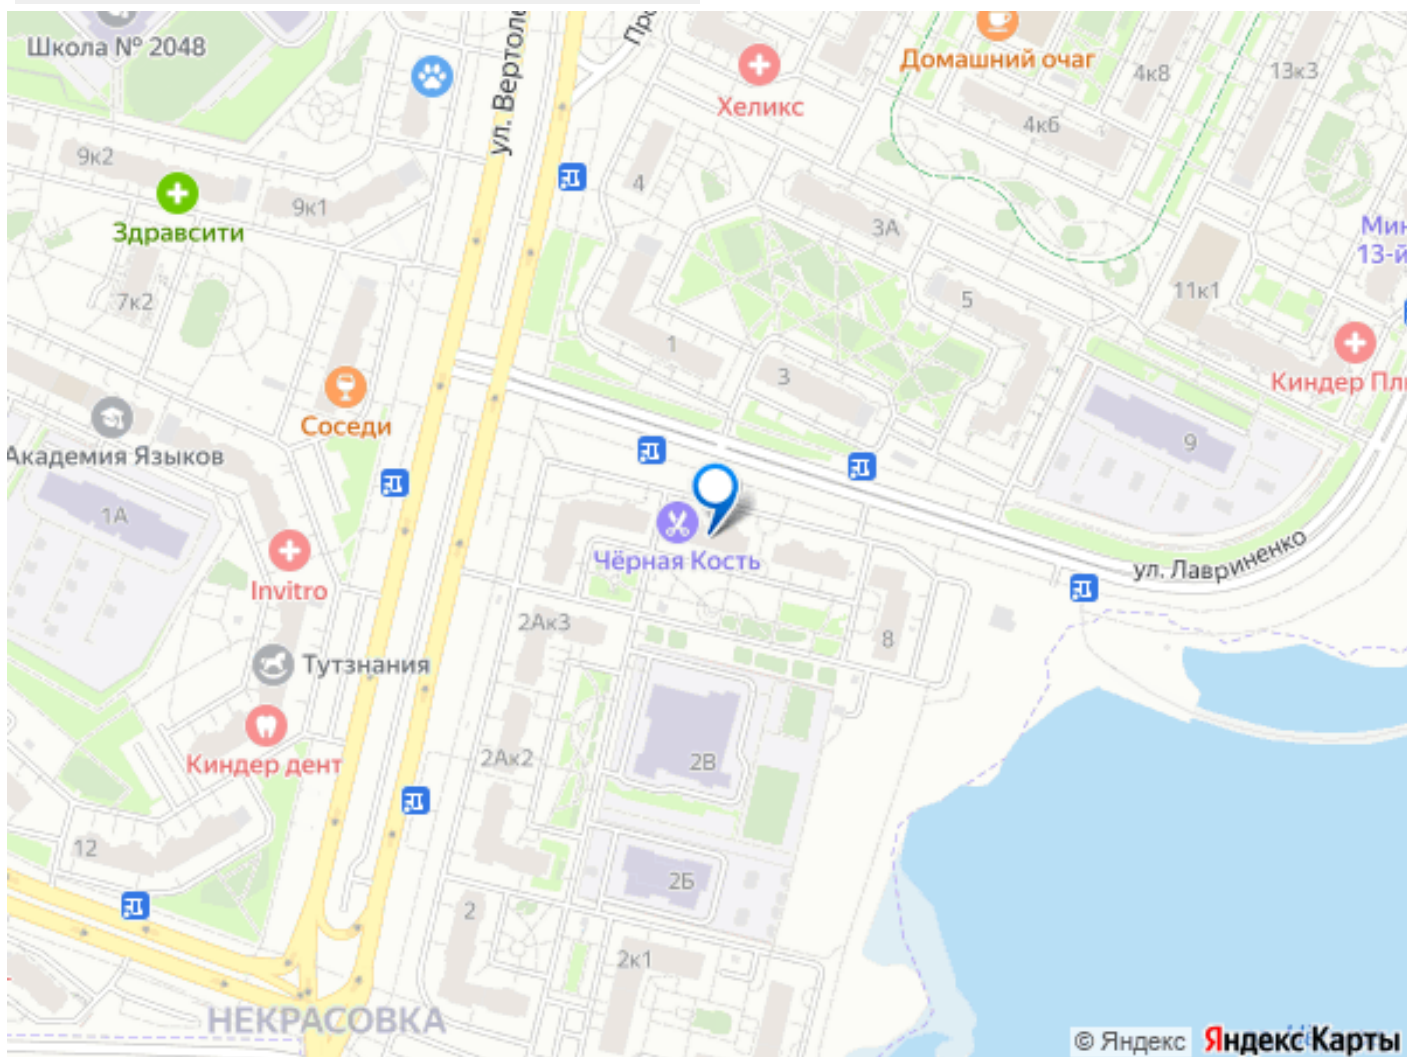 Школа № 2048
ул. Вертоле
Про
Домашний очаг
4к8
13к3
Хеликс
4к6
9к2
4
9к1
Здравсити
3А
Мин
13-й
7к2
11к1
5
1
3
Киндер Пл
Соседи
Академия Языков
9
1А
Чёрная Кость
ул. Лавриненко
Invitro
2Ак3
8
Тутзнания
2Ак2
2В
Киндер дент
12
2Б
2
2к1
НЕКРАСОВКА
© Яндекс
Яндекс Карты